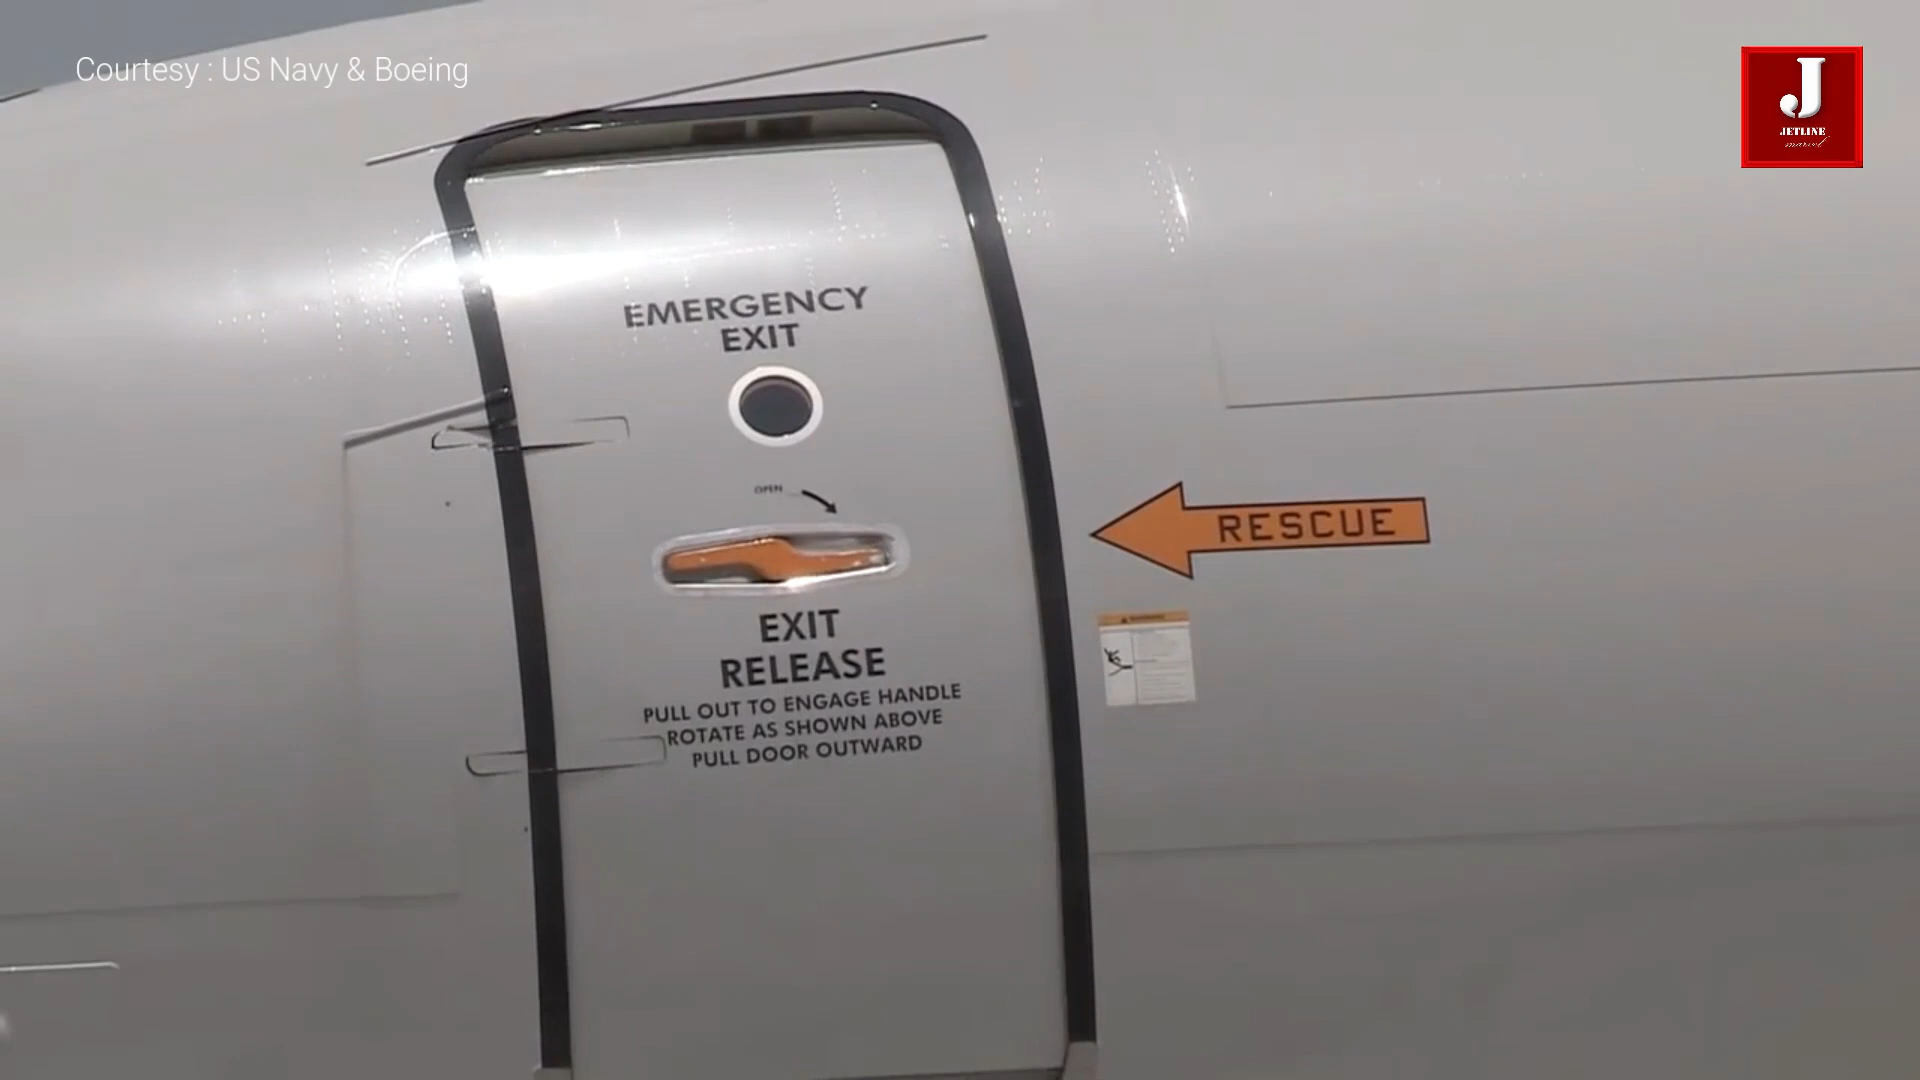 Courtesy : US Navy & Boeing
J
JETLINE
marvel
EMERGENCY
EXIT
OPEN
RESCUE
EXIT
RELEASE
PULL OUT TO ENGAGE HANDLE
ROTATE AS SHOWN ABOVE
PULL DOOR OUTWARD